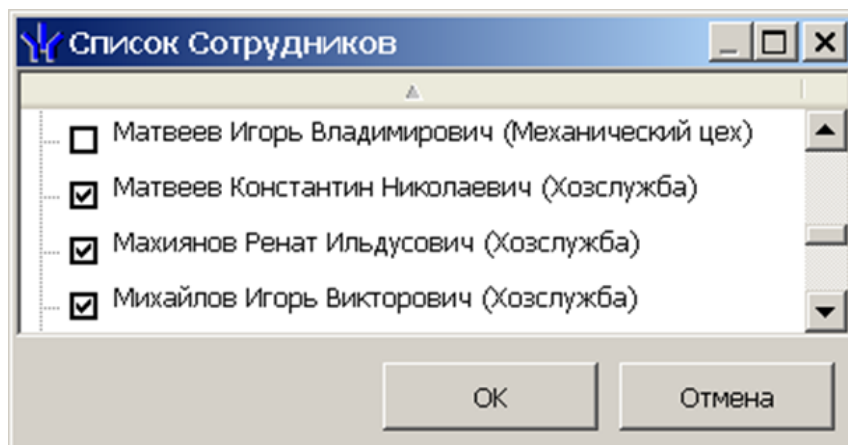 Список Сотрудников
Матвеев Игорь Владимирович (Механический цех)
Матвеев Константин Николаевич (Хозслужба)
Махиянов Ренат Ильдусович (Хозслужба)
Михайлов Игорь Викторович (Хозслужба)
OK
Отмена